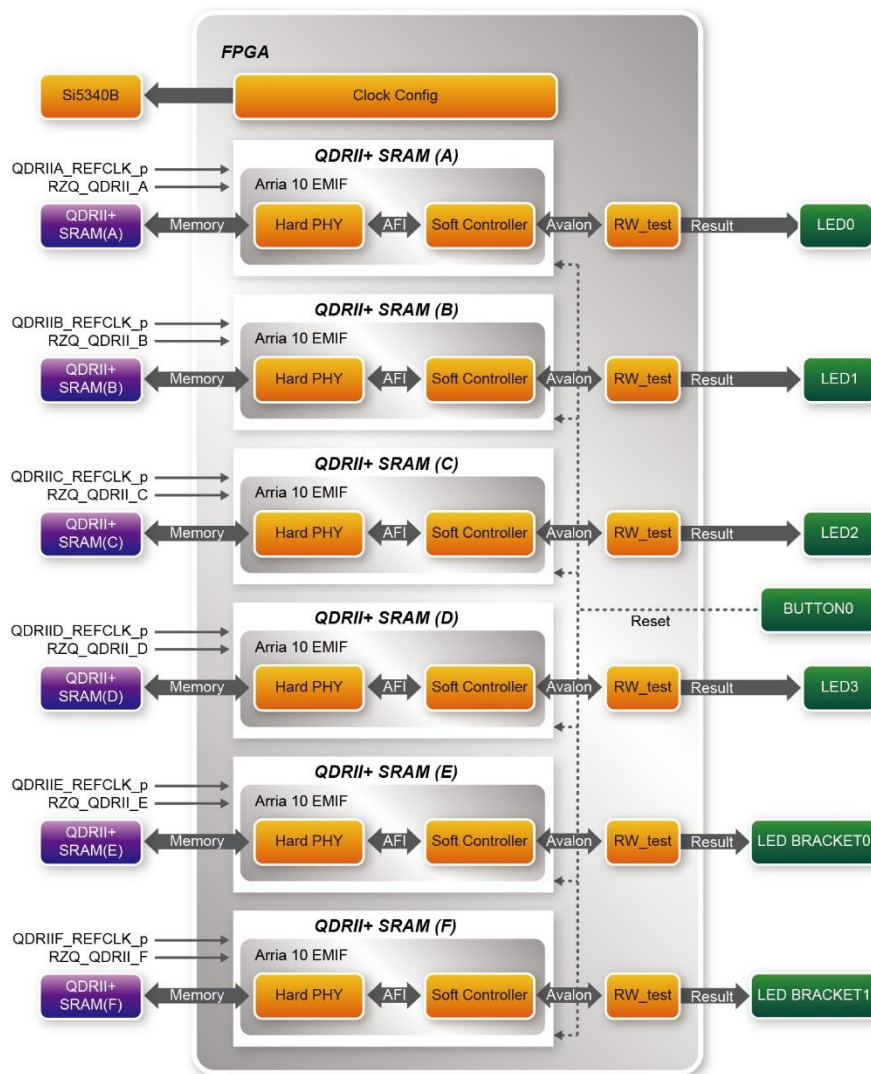 FPGA
Si5340B
Clock Config
QDRII+ SRAM (A)
QDRIIA_REFCLK_p
RZQ_QDRII_A
Arria 10 EMIF
QDRII+
SRAM(A)
Memory
Hard PHY
AFI
Soft Controller
Avalon
RW_test
Result
LED0
QDRII+ SRAM (B)
QDRIIB_REFCLK_p
RZQ_QDRII_B
Arria 10 EMIF
QDRII+
SRAM(B)
Memory
Hard PHY
AFI
Soft Controller
Avalon
RW_test
Result
LED1
QDRII+ SRAM (C)
QDRIIC_REFCLK_p
RZQ_QDRII_C
Arria 10 EMIF
QDRII+
SRAM(C)
Memory
Hard PHY
AFI
Soft Controller
Avalon
RW_test
Result
LED2
BUTTON0
Reset
QDRII+ SRAM (D)
QDRIID_REFCLK_p
RZQ_QDRII_D
Arria 10 EMIF
QDRII+
SRAM(D)
Memory
Hard PHY
AFI
Soft Controller
Avalon
RW_test
Result
LED3
QDRII+ SRAM (E)
QDRIIE_REFCLK_p
RZQ_QDRII_E
Arria 10 EMIF
QDRII+
SRAM(E)
Memory
Hard PHY
AFI
Soft Controller
Avalon
RW_test
Result
LED BRACKET0
QDRII+ SRAM (F)
QDRIIF_REFCLK_p
RZQ_QDRII_F
Arria 10 EMIF
QDRII+
SRAM(F)
Memory
Hard PHY
AFI
Soft Controller
Avalon
RW_test
Result
LED BRACKET1